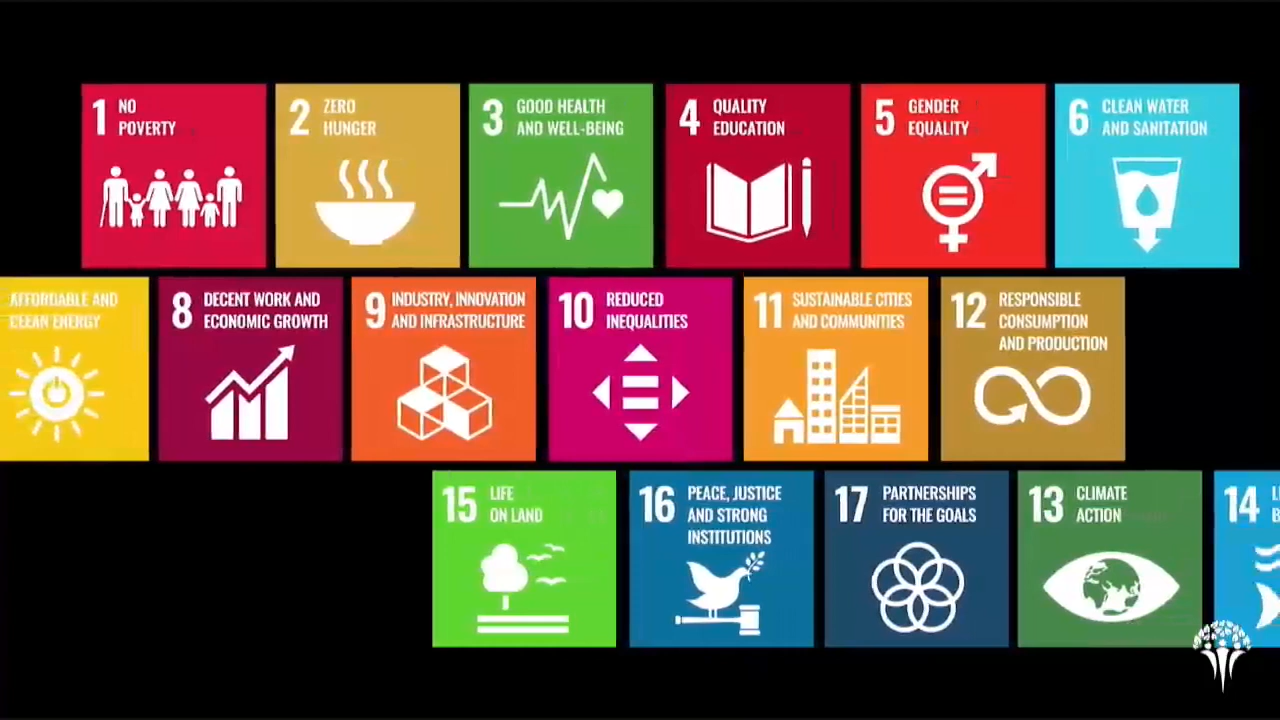 1 NO
POVERTY
2 ZERO
HUNGER
3 GOOD HEALTH
AND WELL-BEING
4 QUALITY
EDUCATION
5 GENDER
EQUALITY
6 CLEAN WATER
AND SANITATION
AFFORDABLE AND
CLEAN ENERGY
8 DECENT WORK AND
ECONOMIC GROWTH
9 INDUSTRY, INNOVATION
AND INFRASTRUCTURE
10 REDUCED
INEQUALITIES
11 SUSTAINABLE CITIES
AND COMMUNITIES
12 RESPONSIBLE
CONSUMPTION
AND PRODUCTION
15 LIFE
ON LAND
16 PEACE, JUSTICE
AND STRONG
INSTITUTIONS
17 PARTNERSHIPS
FOR THE GOALS
13 CLIMATE
ACTION
14